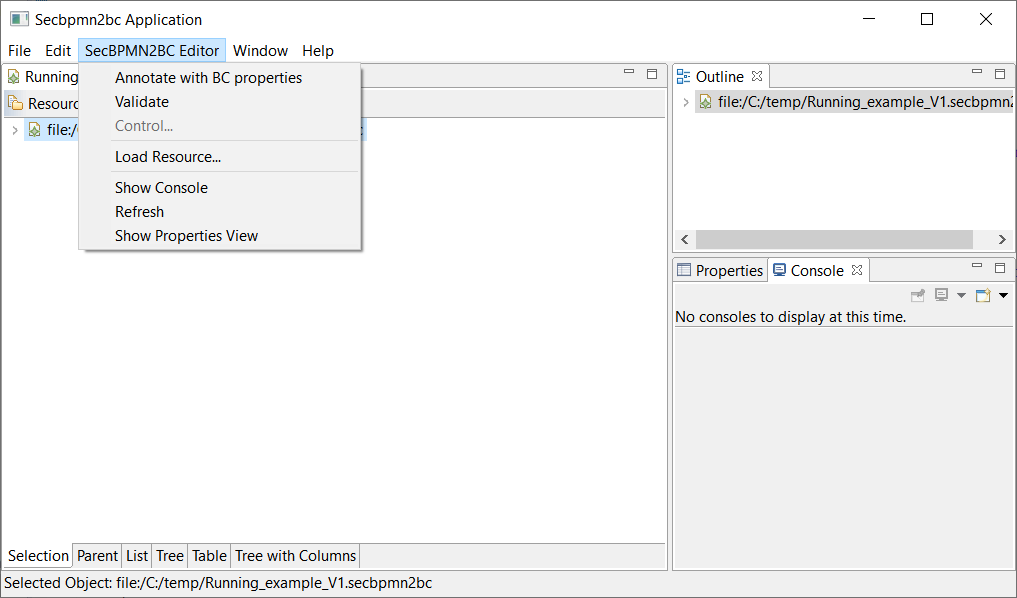 Secbpmn2bc Application
File Edit SecBPMN2BC Editor Window Help
Running
Resourc
file:/
Annotate with BC properties
Validate
Control...
Load Resource...
Show Console
Refresh
Show Properties View
Outline
file:/C:/temp/Running_example_V1.secbpmn2
Properties Console
No consoles to display at this time.
Selection Parent List Tree Table Tree with Columns
Selected Object: file:/C:/temp/Running_example_V1.secbpmn2bc